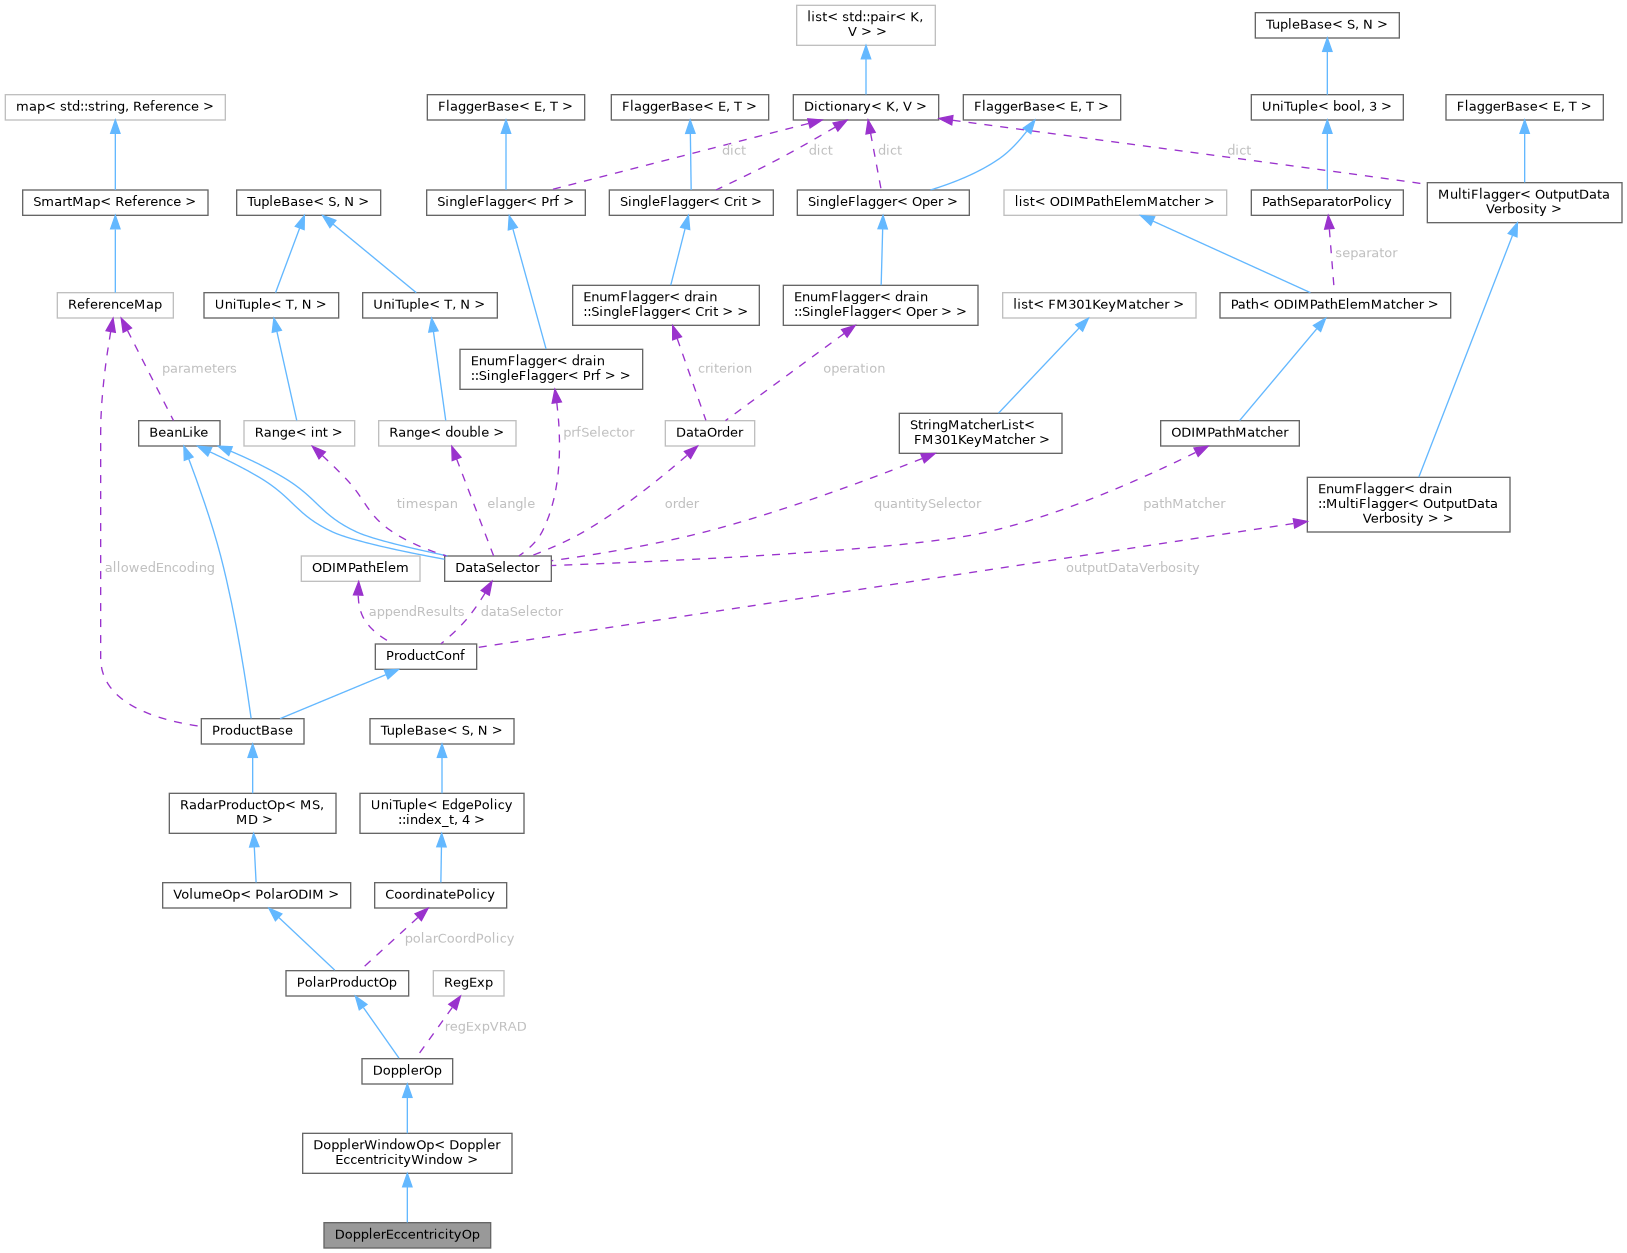 list< std::pair< K,
V > >
TupleBase< S, N >
map< std::string, Reference >
FlaggerBase< E, T >
FlaggerBase< E, T >
Dictionary< K, V >
FlaggerBase< E, T >
UniTuple< bool, 3 >
FlaggerBase< E, T >
dict
dict
dict
dict
SmartMap< Reference >
TupleBase< S, N >
SingleFlagger< Prf >
SingleFlagger< Crit >
SingleFlagger< Oper >
list< ODIMPathElemMatcher >
PathSeparatorPolicy
MultiFlagger< OutputData
Verbosity >
separator
ReferenceMap
UniTuple< T, N >
UniTuple< T, N >
EnumFlagger< drain
::SingleFlagger< Crit > >
EnumFlagger< drain
::SingleFlagger< Oper > >
list< FM301KeyMatcher >
Path< ODIMPathElemMatcher >
parameters
EnumFlagger< drain
::SingleFlagger< Prf > >
criterion
operation
BeanLike
Range< int >
Range< double >
prfSelector
DataOrder
StringMatcherList<
FM301KeyMatcher >
ODIMPathMatcher
timespan
elangle
order
quantitySelector
pathMatcher
EnumFlagger< drain
::MultiFlagger< OutputData
Verbosity > >
allowedEncoding
ODIMPathElem
DataSelector
outputDataVerbosity
appendResults
dataSelector
ProductConf
ProductBase
TupleBase< S, N >
RadarProductOp< MS,
MD >
UniTuple< EdgePolicy
::index_t, 4 >
VolumeOp< PolarODIM >
CoordinatePolicy
polarCoordPolicy
PolarProductOp
RegExp
regExpVRAD
DopplerOp
DopplerWindowOp< Doppler
EccentricityWindow >
DopplerEccentricityOp